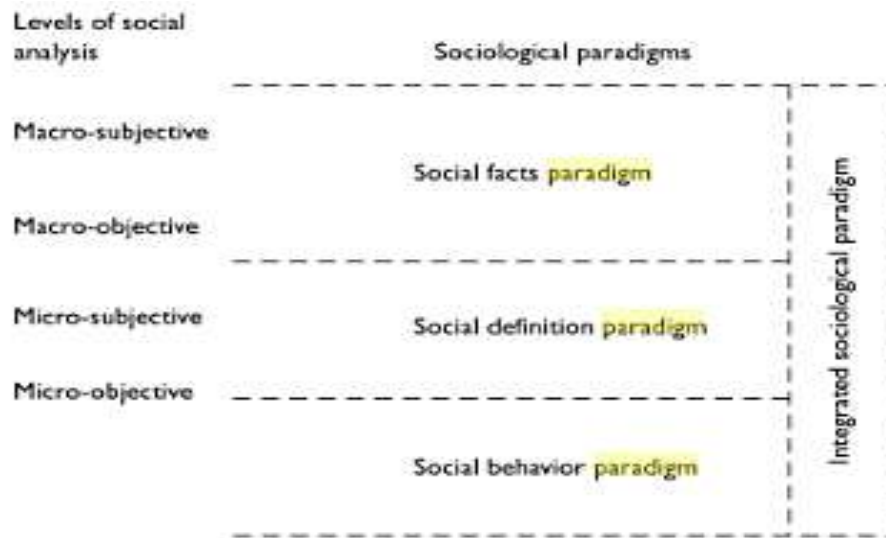 Levels of social
analysis
Sociological paradigms
Macro-subjective
Social facts paradigm
Macro-objective
Micro-subjective
Social definition paradigm
Micro-objective
Social behavior paradigm
Integrated sociological paradigm